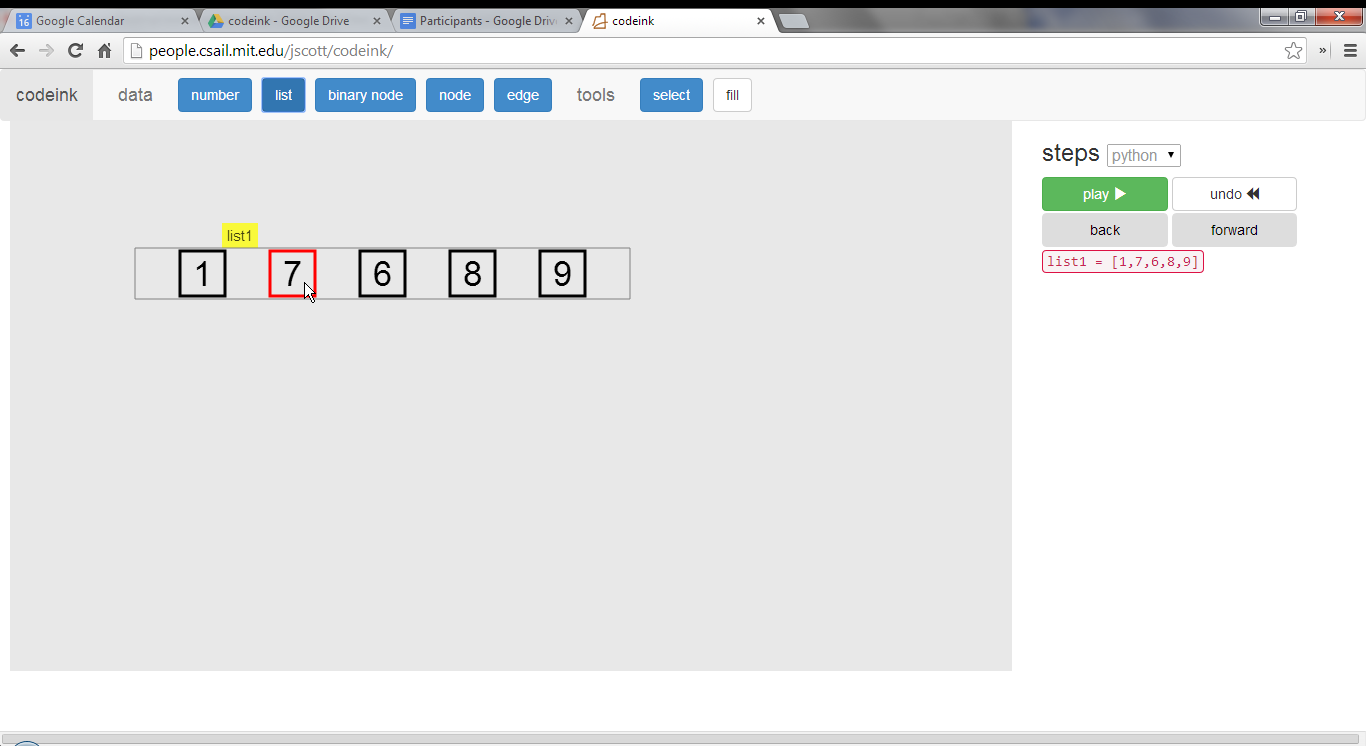 16 Google Calendar codeink - Google Drive Participants - Google Driv codeink
people.csail.mit.edu/jscott/codeink/
codeink data number list binary node node edge tools select fill
steps python
play undo
back forward
list1 = [1,7,6,8,9]
list1
1 7 6 8 9